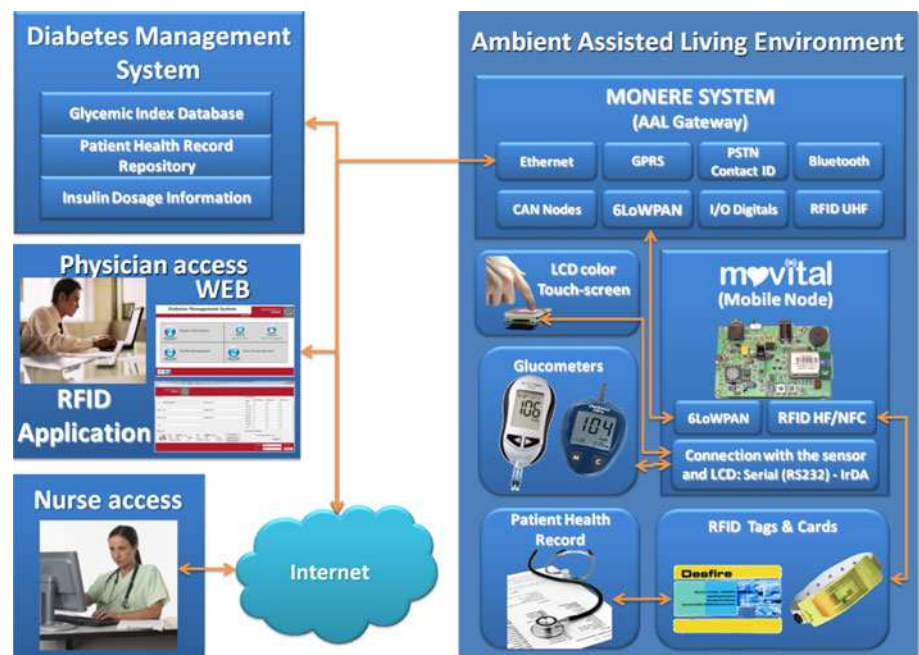 Diabetes Management
System
Glycemic Index Database
Patient Health Record
Repository
Insulin Dosage Information
Physician access
WEB
Diabetes Management System
RFID
Application
Nurse access
Internet
Ambient Assisted Living Environment
MONERE SYSTEM
(AAL Gateway)
Ethernet
GPRS
PSTN
Contact ID
Bluetooth
CAN Nodes
6LoWPAN
I/O Digitals
RFID UHF
LCD color
Touch-screen
movital
(Mobile Node)
Glucometers
106
104
M
C
6LoWPAN
RFID HF/NFC
Connection with the sensor
and LCD: Serial (RS232) - IrDA
Patient Health
Record
RFID Tags & Cards
Desfire